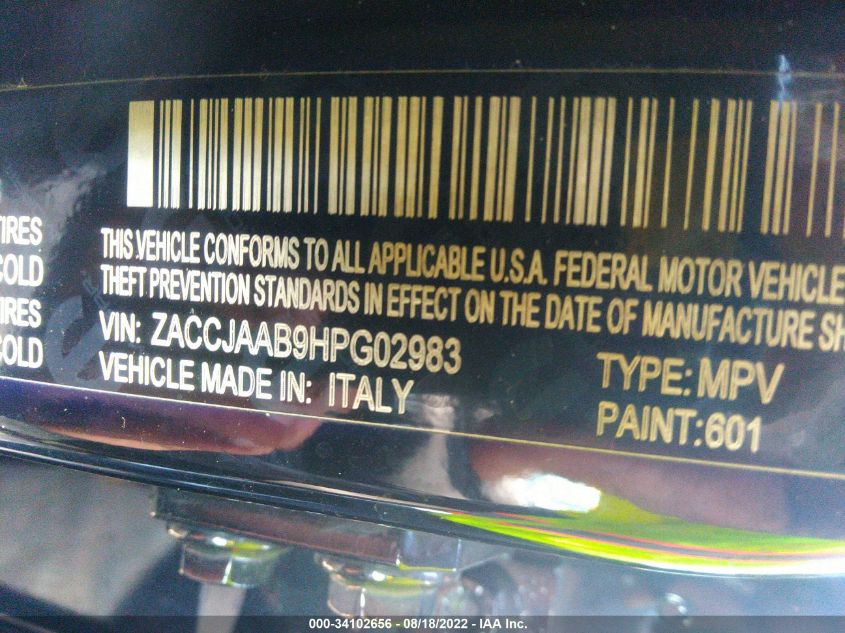 TIRES
COLD
TIRES
COLD
THIS VEHICLE CONFORMS TO ALL APPLICABLE U.S.A. FEDERAL MOTOR VEHICLE
THEFT PREVENTION STANDARDS IN EFFECT ON THE DATE OF MANUFACTURE SH
VIN: ZACCJAAB9HPG02983
VEHICLE MADE IN: ITALY
TYPE: MPV
PAINT:601
000-34102656 - 08/18/2022 - IAA Inc.